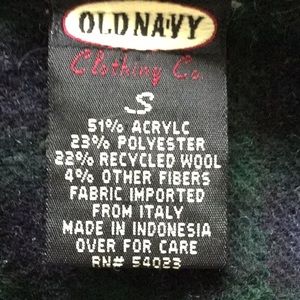 OLD NAVY
Clothing Co.
S
51% ACRYLC
23% POLYESTER
22% RECYCLED WOOL
4% OTHER FIBERS
FABRIC IMPORTED
FROM ITALY
MADE IN INDONESIA
OVER FOR CARE
RN# 54023